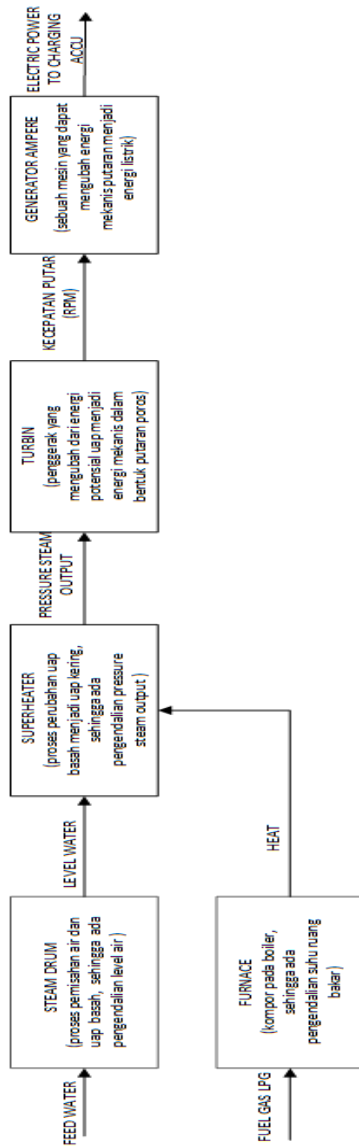 FEED WATER
STEAM DRUM
(proses pemisahan air dan
uap basah, sehingga ada
pengendalian level air )
LEVEL WATER
SUPERHEATER
(proses perubahan uap
basah menjadi uap kering,
sehingga ada
pengendalian pressure
steam output )
PRESSURE STEAM
OUTPUT
TURBIN
(penggerak yang
mengubah dari energi
potensial uap menjadi
energi mekanis dalam
bentuk putaran poros)
KECEPATAN PUTAR
(RPM)
GENERATOR AMPERE
(sebuah mesin yang dapat
mengubah energi
mekanis putaran menjadi
energi listrik)
ELECTRIC POWER
TO CHARGING
ACCU
FUEL GAS LPG
FURNACE
(kompor pada boiler,
sehingga ada
pengendalian suhu ruang
bakar )
HEAT